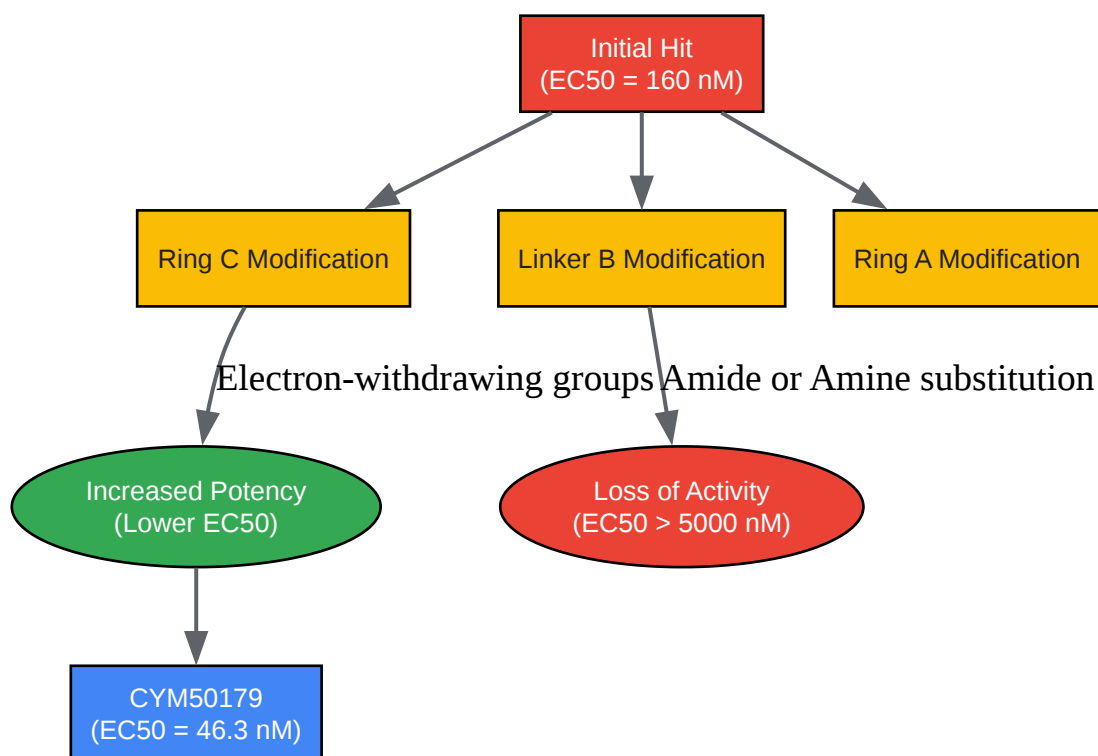 Initial Hit
(EC50 = 160 nM)
Ring C Modification
Linker B Modification
Ring A Modification
Electron-withdrawing groups
Amide or Amine substitution
Increased Potency
(Lower EC50)
Loss of Activity
(EC50 > 5000 nM)
CYM50179
(EC50 = 46.3 nM)